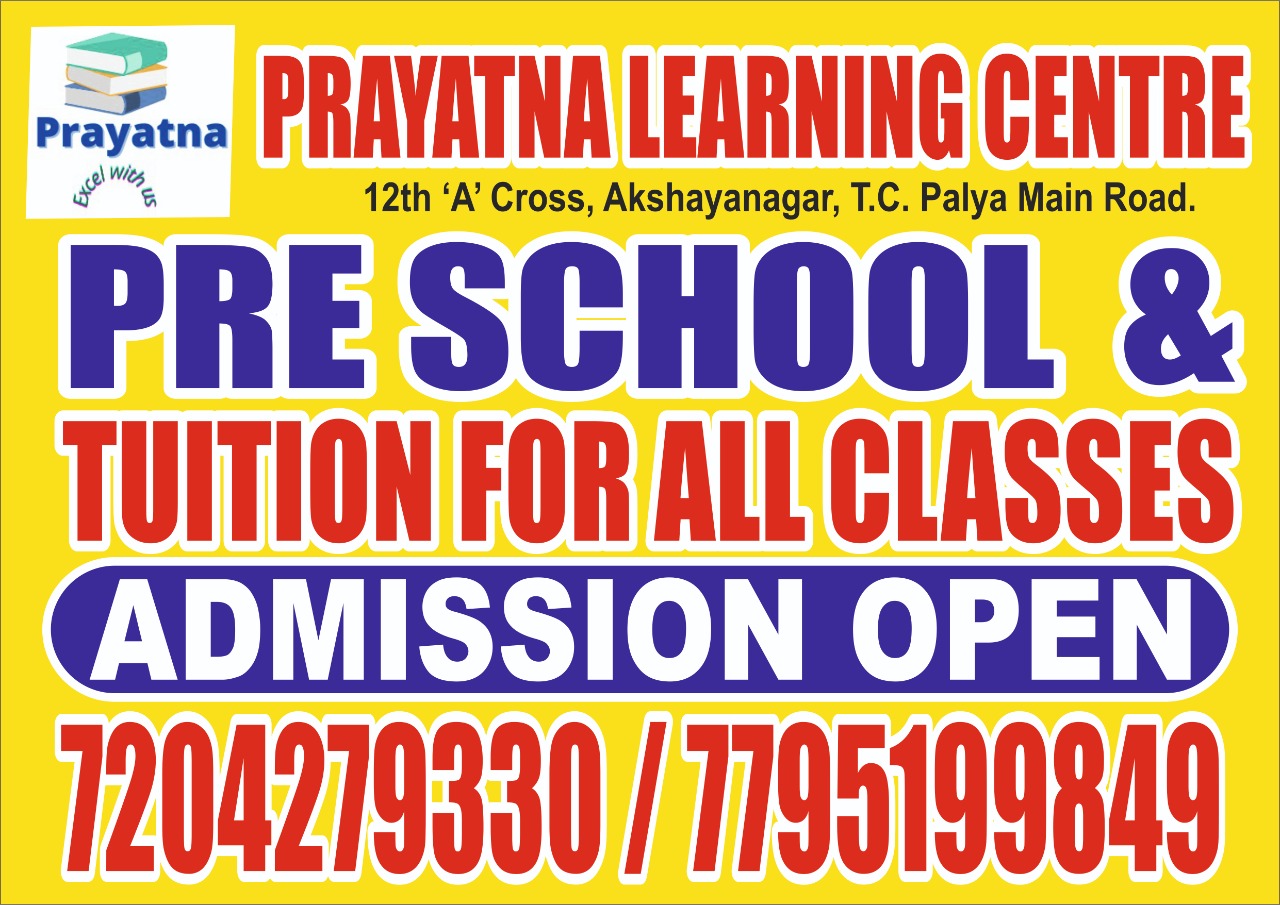 Prayatna
Excel with us
PRAYATNA LEARNING CENTRE
12th ‘A’ Cross, Akshayanagar, T.C. Palya Main Road.
PRE SCHOOL &
TUITION FOR ALL CLASSES
ADMISSION OPEN
7204279330 / 7795199849